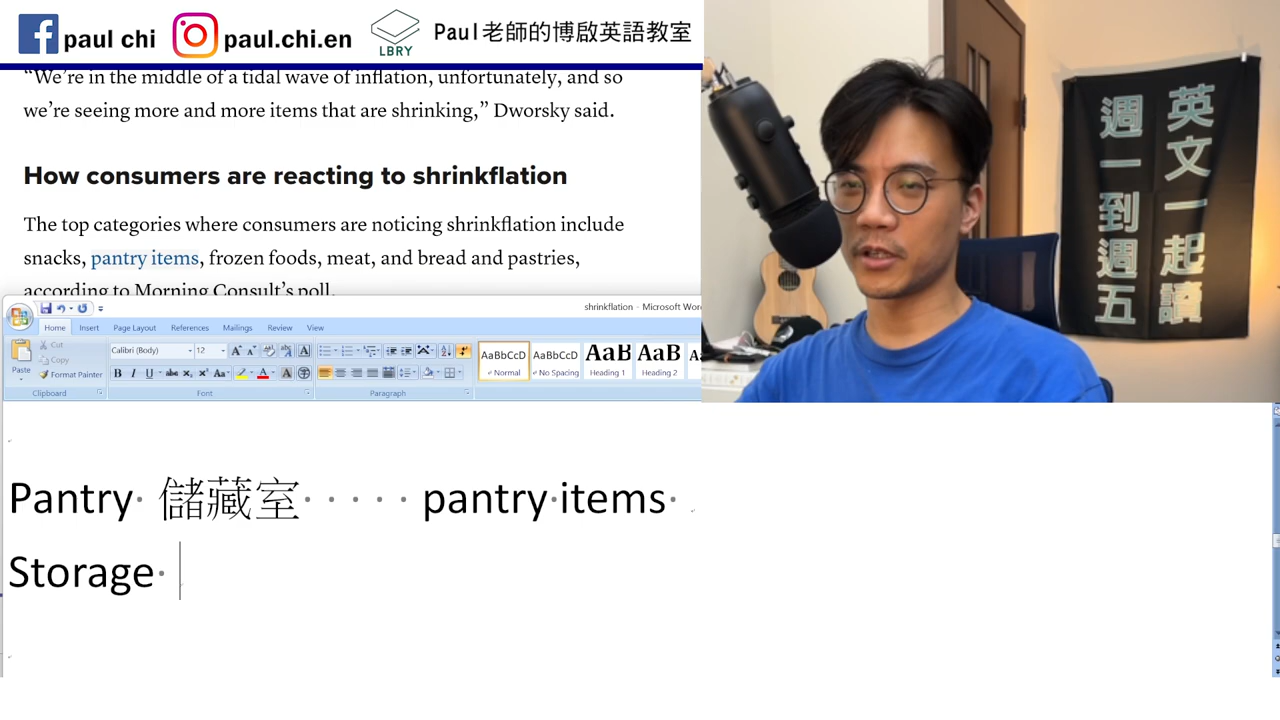 paul chi
paul.chi.en
LBRY
Paul老師的博啟英語教室
“We’re in the middle of a tidal wave of inflation, unfortunately, and so
we’re seeing more and more items that are shrinking,” Dworsky said.
How consumers are reacting to shrinkflation
The top categories where consumers are noticing shrinkflation include
snacks, pantry items, frozen foods, meat, and bread and pastries,
according to Morning Consult’s poll.
shrinkflation - Microsoft Wor
Home Insert Page Layout References Mailings Review View
Cut
Copy
Format Painter
Paste
Clipboard
Calibri (Body) 12
Font
Paragraph
AaBbCcD AaBbCcD AaB AaB
Normal No Spacing Heading 1 Heading 2
Pantry 儲藏室 pantry items
Storage
英文一起讀
週一到週五